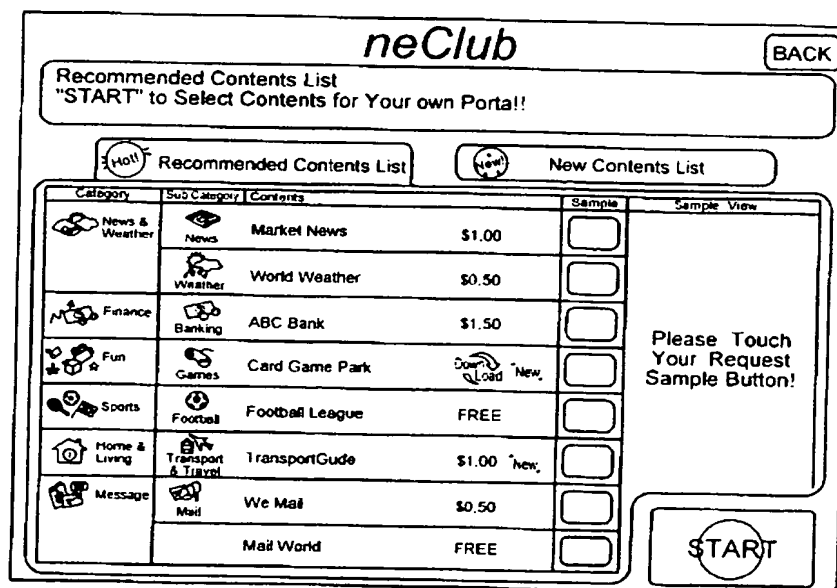 neClub
BACK
Recommended Contents List
"START" to Select Contents for Your own Portal!
Hot!
Recommended Contents List
New!
New Contents List
Category Sub Category Contents Sample Sample View
News &
Weather
News
Market News $1.00
Weather
World Weather $0.50
Finance
Banking
ABC Bank $1.50
Fun
Games
Card Game Park Down Load "New"
Sports
Football
Football League FREE
Home &
Living
Transport
& Travel
TransportGude $1.00 "New"
Message
Mail
We Mail $0.50
Mail World FREE
Please Touch
Your Request
Sample Button!
START